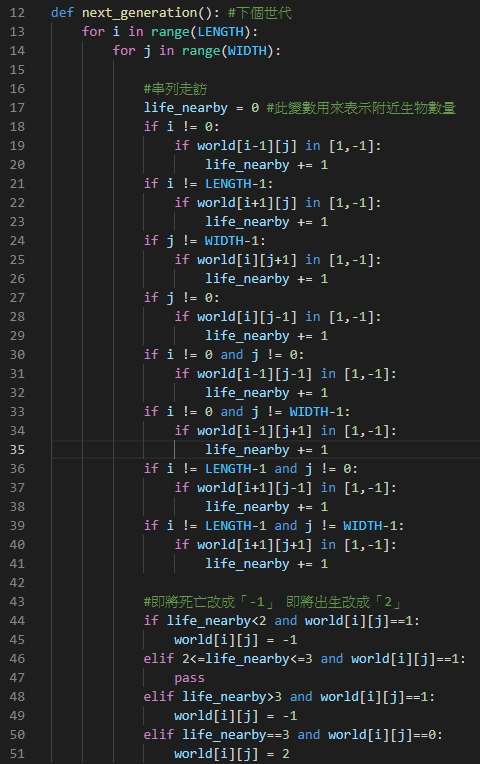 12 def next_generation(): #下個世代
13     for i in range(LENGTH):
14         for j in range(WIDTH):
15
16             #串列走訪
17             life_nearby = 0 #此變數用來表示附近生物數量
18             if i != 0:
19                 if world[i-1][j] in [1,-1]:
20                     life_nearby += 1
21             if i != LENGTH-1:
22                 if world[i+1][j] in [1,-1]:
23                     life_nearby += 1
24             if j != WIDTH-1:
25                 if world[i][j+1] in [1,-1]:
26                     life_nearby += 1
27             if j != 0:
28                 if world[i][j-1] in [1,-1]:
29                     life_nearby += 1
30             if i != 0 and j != 0:
31                 if world[i-1][j-1] in [1,-1]:
32                     life_nearby += 1
33             if i != 0 and j != WIDTH-1:
34                 if world[i-1][j+1] in [1,-1]:
35                     life_nearby += 1
36             if i != LENGTH-1 and j != 0:
37                 if world[i+1][j-1] in [1,-1]:
38                     life_nearby += 1
39             if i != LENGTH-1 and j != WIDTH-1:
40                 if world[i+1][j+1] in [1,-1]:
41                     life_nearby += 1
42
43             #即將死亡改成「-1」 即將出生改成「2」
44             if life_nearby<2 and world[i][j]==1:
45                 world[i][j] = -1
46             elif 2<=life_nearby<=3 and world[i][j]==1:
47                 pass
48             elif life_nearby>3 and world[i][j]==1:
49                 world[i][j] = -1
50             elif life_nearby==3 and world[i][j]==0:
51                 world[i][j] = 2